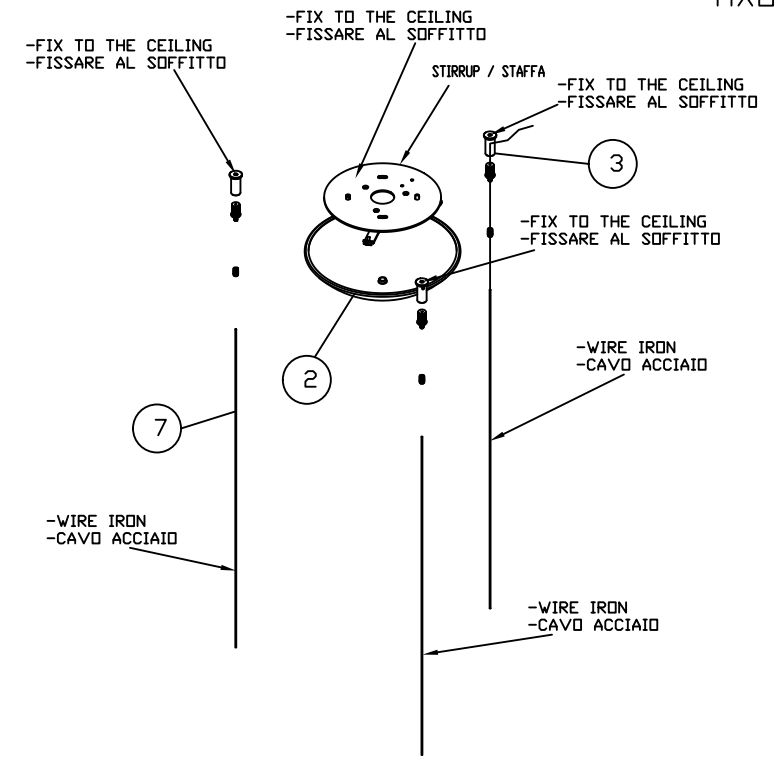 -FIX TO THE CEILING
-FISSARE AL SOFFITTO
-FIX TO THE CEILING
-FISSARE AL SOFFITTO
STIRRUP / STAFFA
-FIX TO THE CEILING
-FISSARE AL SOFFITTO
3
-FIX TO THE CEILING
-FISSARE AL SOFFITTO
2
-WIRE IRON
-CAVO ACCIAIO
7
-WIRE IRON
-CAVO ACCIAIO
-WIRE IRON
-CAVO ACCIAIO